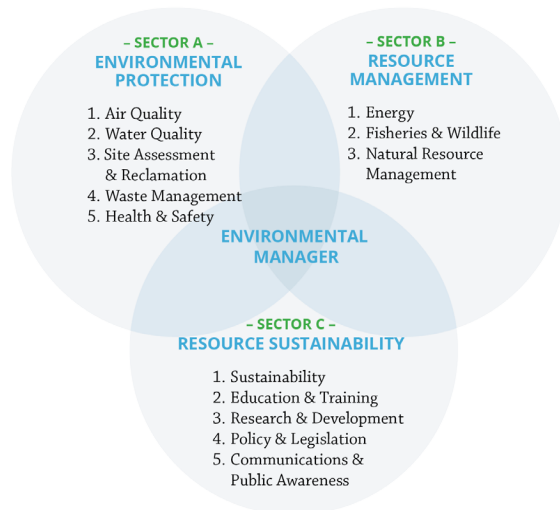 – SECTOR A –
ENVIRONMENTAL
PROTECTION
1. Air Quality
2. Water Quality
3. Site Assessment
& Reclamation
4. Waste Management
5. Health & Safety
– SECTOR B –
RESOURCE
MANAGEMENT
1. Energy
2. Fisheries & Wildlife
3. Natural Resource
Management
ENVIRONMENTAL
MANAGER
– SECTOR C –
RESOURCE SUSTAINABILITY
1. Sustainability
2. Education & Training
3. Research & Development
4. Policy & Legislation
5. Communications &
Public Awareness